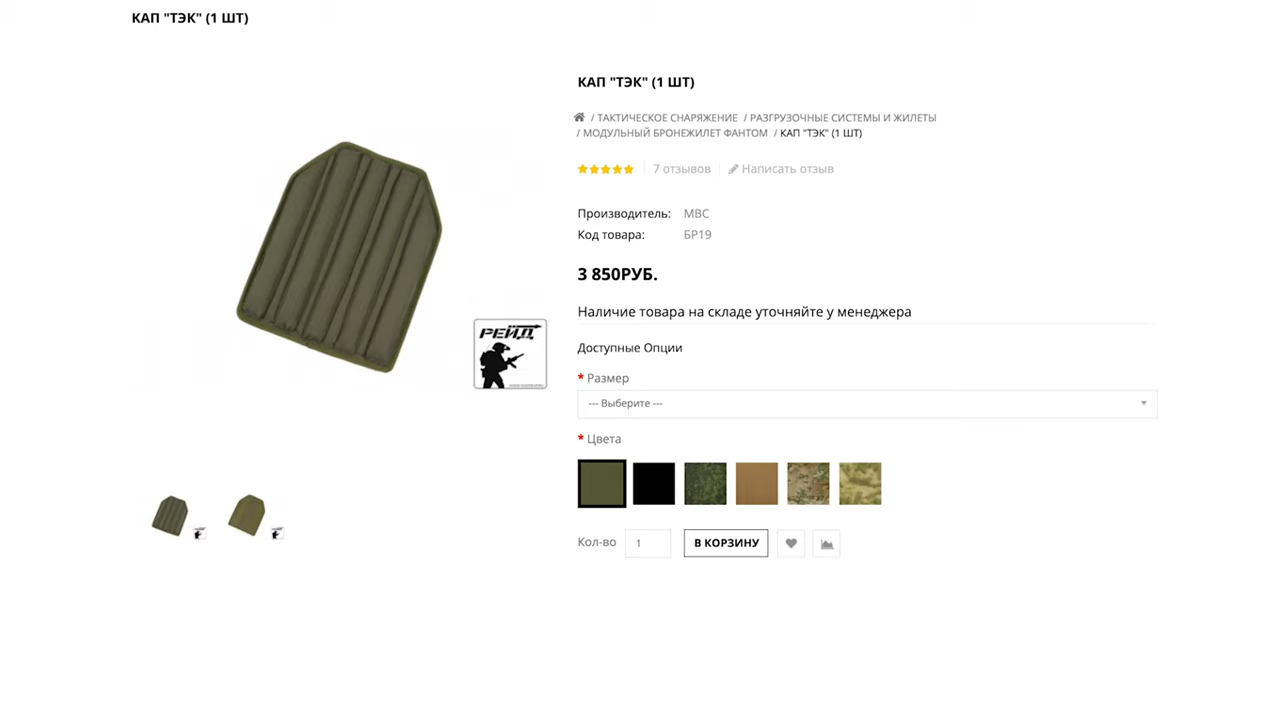 КАП "ТЭК" (1 ШТ)
КАП "ТЭК" (1 ШТ)
/ ТАКТИЧЕСКОЕ СНАРЯЖЕНИЕ / РАЗГРУЗОЧНЫЕ СИСТЕМЫ И ЖИЛЕТЫ
/ МОДУЛЬНЫЙ БРОНЕЖИЛЕТ ФАНТОМ / КАП "ТЭК" (1 ШТ)
7 отзывов Написать отзыв
Производитель: МВС
Код товара: БР19
3 850РУБ.
Наличие товара на складе уточняйте у менеджера
РЕЙД
Доступные Опции
* Размер
--- Выберите ---
* Цвета
Кол-во 1 В КОРЗИНУ